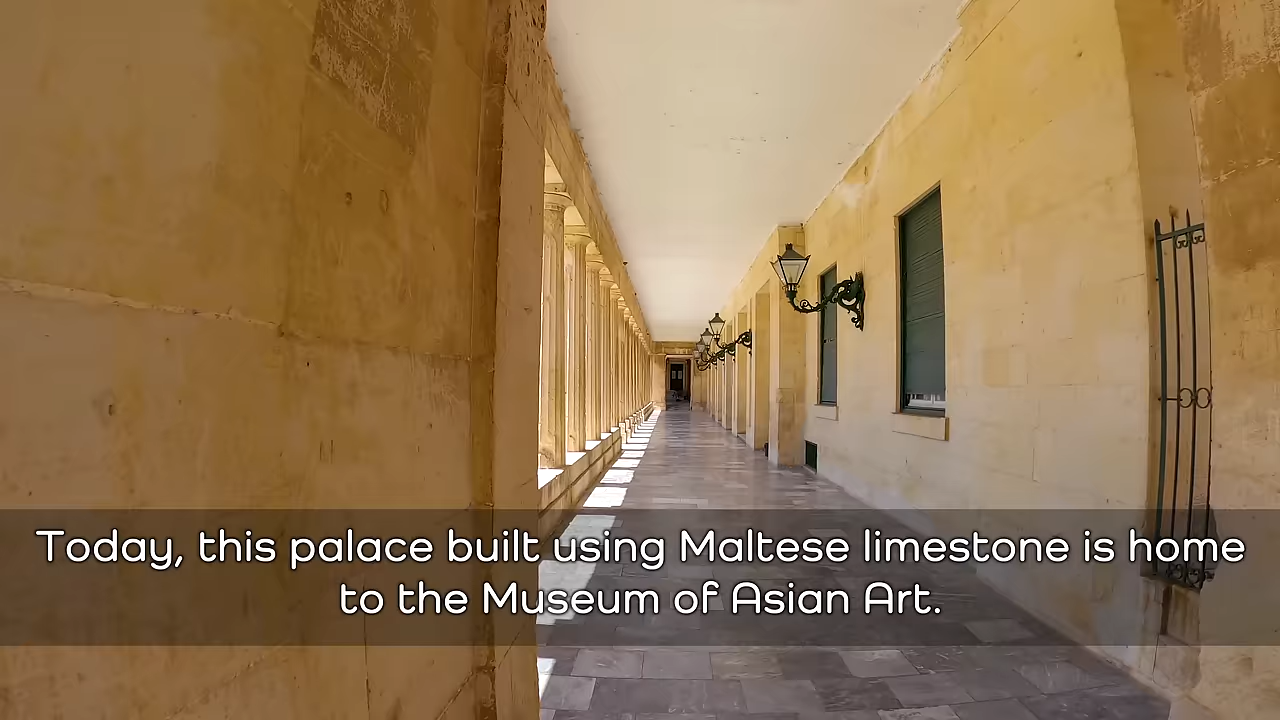 Today, this palace built using Maltese limestone is home
to the Museum of Asian Art.